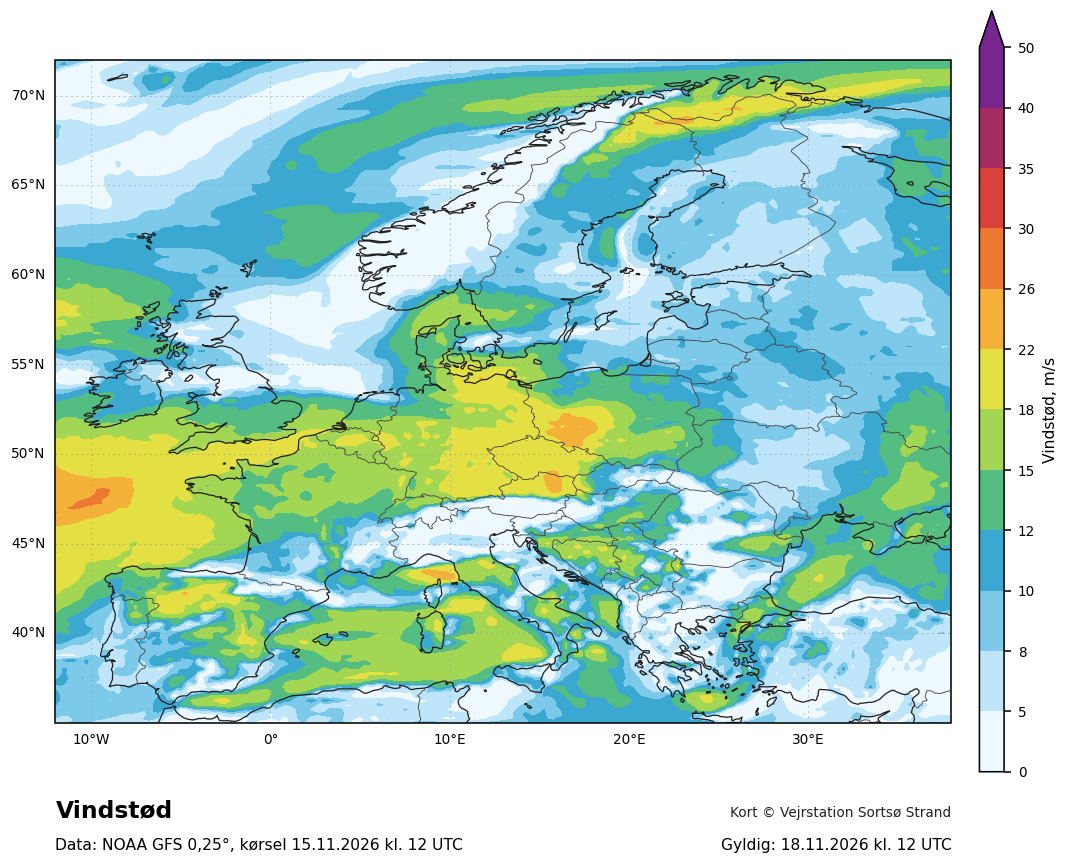 50
40
35
30
26
22
18
15
12
10
8
5
0
Vindstød, m/s
70°N
65°N
60°N
55°N
50°N
45°N
40°N
10°W
0°
10°E
20°E
30°E
Vindstød
Kort © Vejrstation Sortsø Strand
Data: NOAA GFS 0,25°, kørsel 15.11.2026 kl. 12 UTC
Gyldig: 18.11.2026 kl. 12 UTC